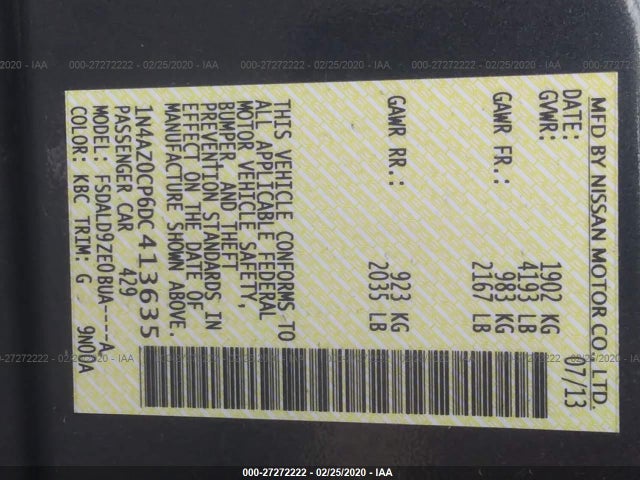 MFD BY NISSAN MOTOR CO., LTD.
DATE: 07/13
GVWR: 1902 KG
4193 LB
GAWR FR.: 983 KG
2167 LB
GAWR RR.: 923 KG
2035 LB
THIS VEHICLE CONFORMS TO
ALL APPLICABLE FEDERAL
MOTOR VEHICLE SAFETY,
BUMPER AND THEFT
PREVENTION STANDARDS IN
EFFECT ON THE DATE OF
MANUFACTURE SHOWN ABOVE.
1N4AZ0CP6DC413635
PASSENGER CAR 429
MODEL: FSDALD9ZE0BUA----A
COLOR: KBC TRIM: G 9N00A
000-27272222 - 02/25/2020 - IAA